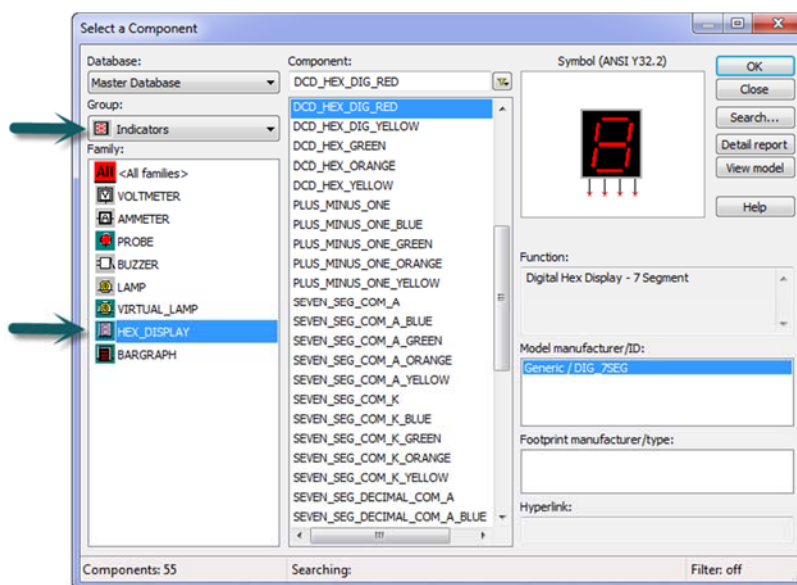 Select a Component
Database:
Master Database
Group:
Indicators
Family:
All <All families>
VOLTMETER
AMMETER
PROBE
BUZZER
LAMP
VIRTUAL_LAMP
HEX_DISPLAY
BARGRAPH
Component:
DCD_HEX_DIG_RED
DCD_HEX_DIG_RED
DCD_HEX_DIG_YELLOW
DCD_HEX_GREEN
DCD_HEX_ORANGE
DCD_HEX_YELLOW
PLUS_MINUS_ONE
PLUS_MINUS_ONE_BLUE
PLUS_MINUS_ONE_GREEN
PLUS_MINUS_ONE_ORANGE
PLUS_MINUS_ONE_YELLOW
SEVEN_SEG_COM_A
SEVEN_SEG_COM_A_BLUE
SEVEN_SEG_COM_A_GREEN
SEVEN_SEG_COM_A_ORANGE
SEVEN_SEG_COM_A_YELLOW
SEVEN_SEG_COM_K
SEVEN_SEG_COM_K_BLUE
SEVEN_SEG_COM_K_GREEN
SEVEN_SEG_COM_K_ORANGE
SEVEN_SEG_COM_K_YELLOW
SEVEN_SEG_DECIMAL_COM_A
SEVEN_SEG_DECIMAL_COM_A_BLUE
Symbol (ANSI Y32.2)
8
Function:
Digital Hex Display - 7 Segment
Model manufacturer/ID:
Generic / DIG_7SEG
Footprint manufacturer/type:
Hyperlink:
OK
Close
Search...
Detail report
View model
Help
Components: 55
Searching:
Filter: off